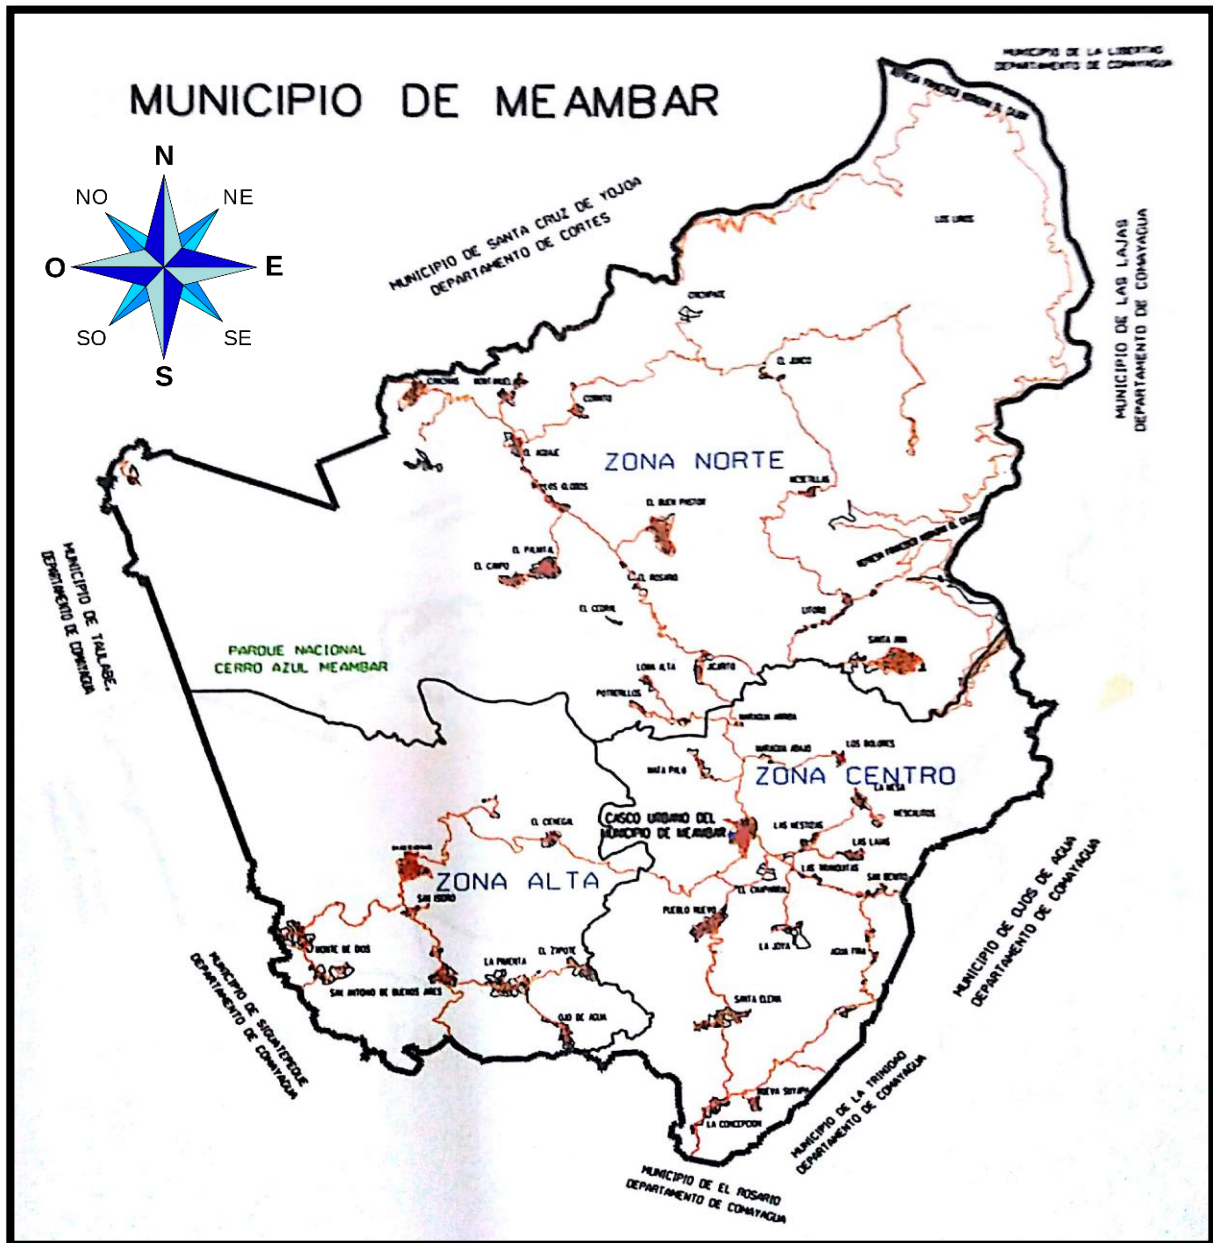 MUNICIPIO DE LA LIBERTAD
DEPARTAMENTO DE COMAYAGUA
MUNICIPIO DE MEAMBAR
N
NO
NE
O
E
SO
SE
S
MUNICIPIO DE SANTA CRUZ DE YOJOA
DEPARTAMENTO DE CORTES
LOS LIRIOS
MUNICIPIO DE LAS LAJAS
DEPARTAMENTO DE COMAYAGUA
EL JUNCO
CERRITO
ZONA NORTE
EL BUEN PASTOR
EL PALMITAL
EL ROSARIO
EL CEDRAL
SANTA ANA
MUNICIPIO DE TAULABE,
DEPARTAMENTO DE COMAYAGUA
PARQUE NACIONAL
CERRO AZUL MEAMBAR
LOMA ALTA
JICARITO
POTRERILLOS
LOS DOLORES
MATA PALO
ZONA CENTRO
LA MESA
CASCO URBANO DEL
MUNICIPIO DE MEAMBAR
LAS LAJAS
SAN BENITO
ZONA ALTA
SAN ISIDRO
PUEBLO NUEVO
LA JOYA
AGUA FRIA
MONTE DE DIOS
LA PIMIENTA
EL ZAPOTE
SAN ANTONIO DE BUENOS AIRES
SANTA ELENA
OJO DE AGUA
MUNICIPIO DE OJOS DE AGUA
DEPARTAMENTO DE COMAYAGUA
MUNICIPIO DE SIGUATEPEQUE
DEPARTAMENTO DE COMAYAGUA
NUEVA SUYAPA
LA CONCEPCION
MUNICIPIO DE LA TRINIDAD
DEPARTAMENTO DE COMAYAGUA
MUNICIPIO DE EL ROSARIO
DEPARTAMENTO DE COMAYAGUA